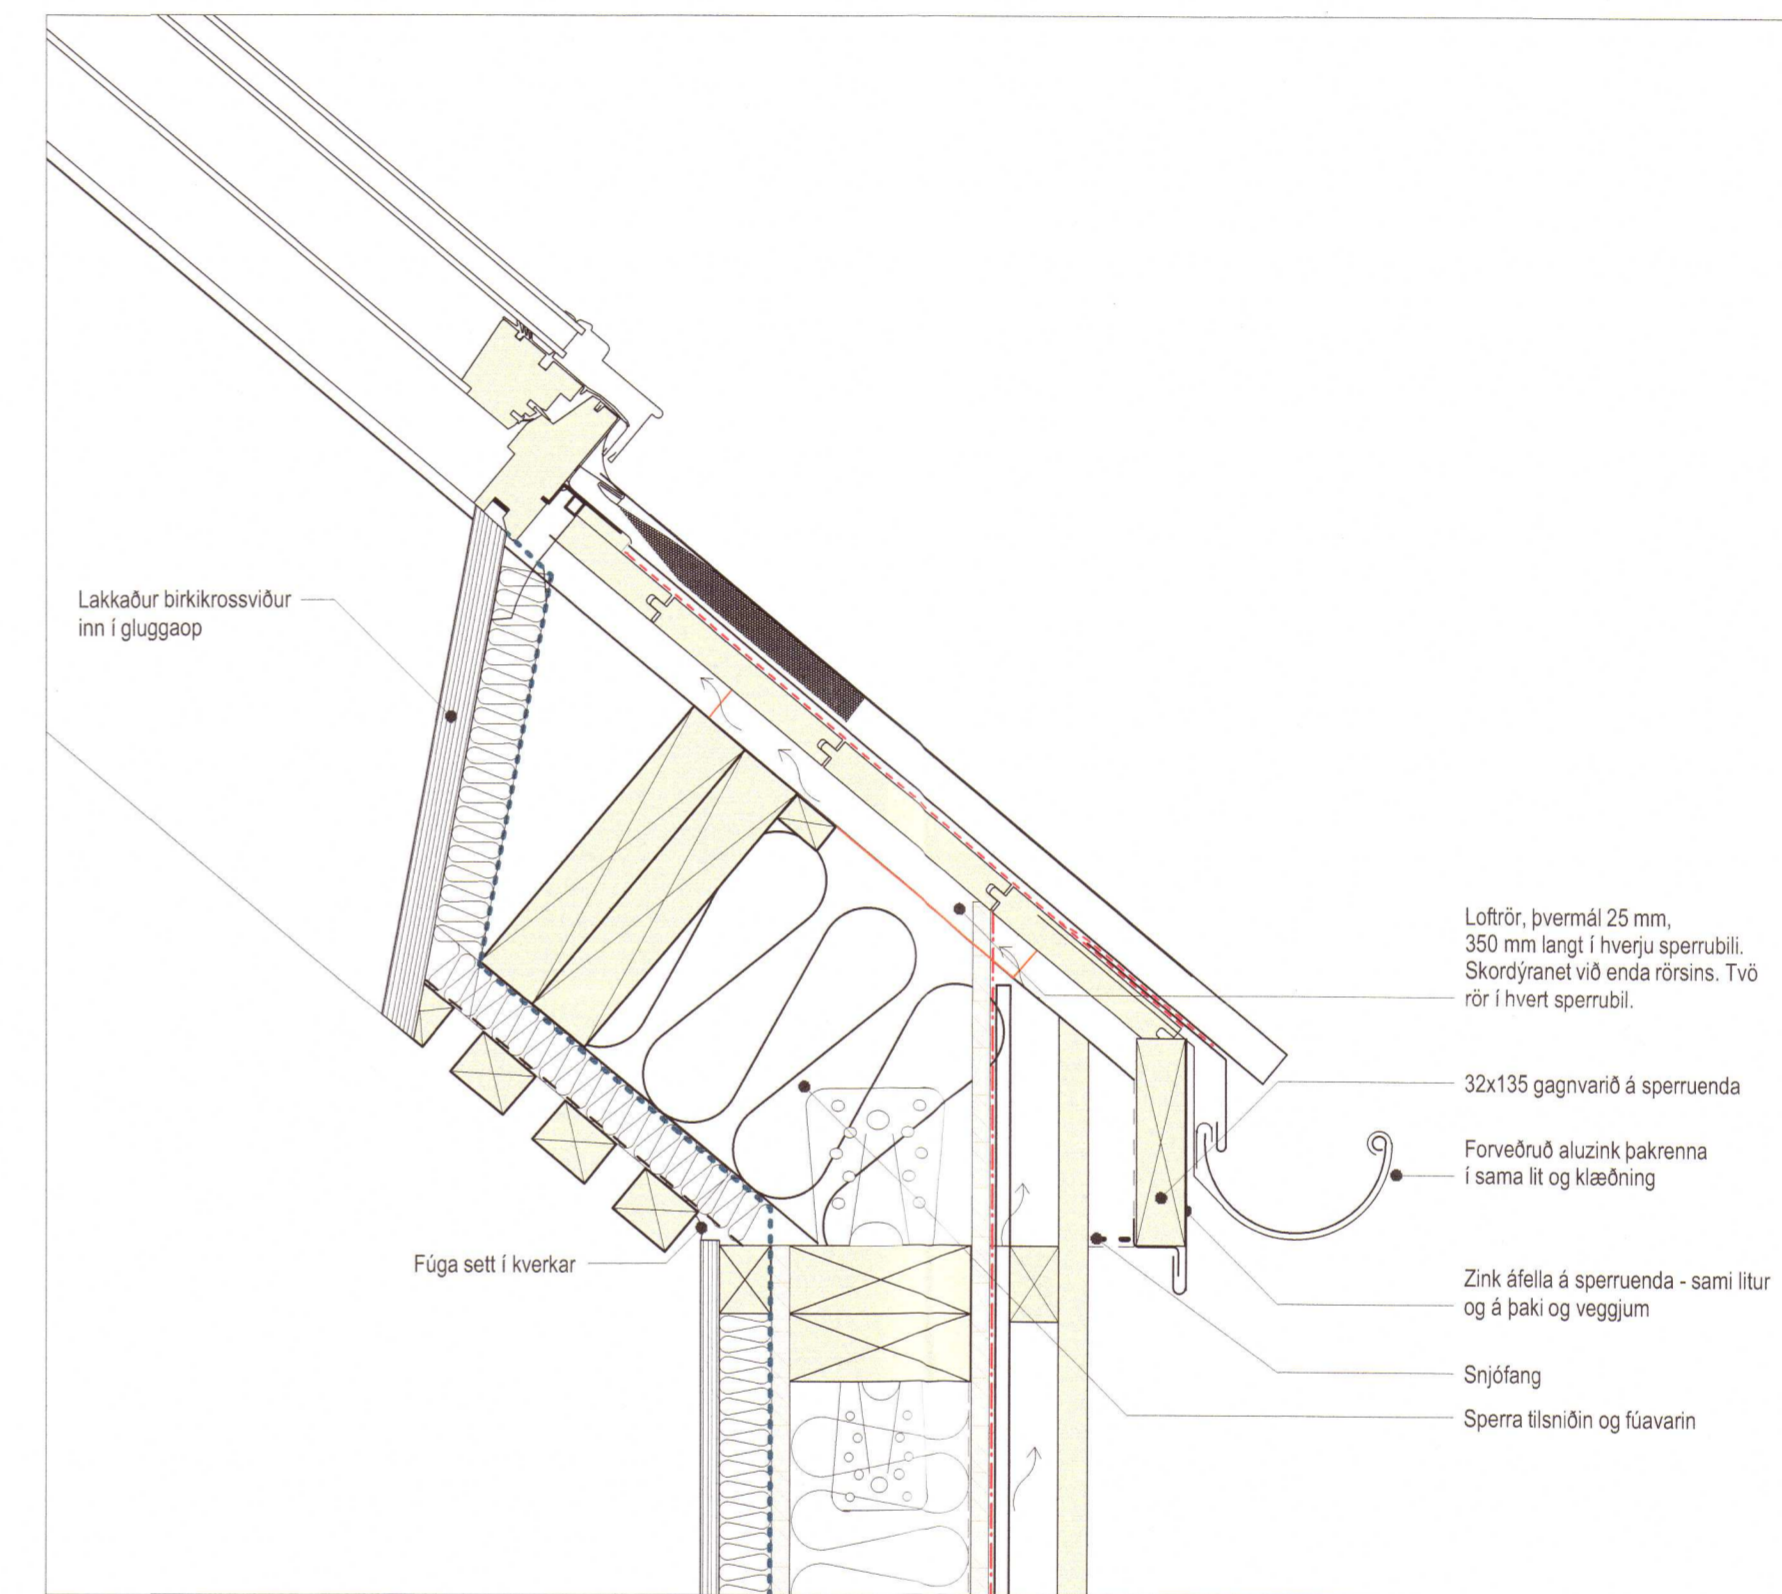 Lakkaður birkikrossviður
inn í gluggaop
Fúga sett í kverkar
Loftrör, þvermál 25 mm,
350 mm langt í hverju sperrubili.
Skordýranet við enda rörsins. Tvö
rör í hvert sperrubil.
32x135 gagnvarið á sperruenda
Forveðruð aluzink þakrenna
í sama lit og klæðning
Zink áfella á sperruenda - sami litur
og á þaki og veggjum
Snjófang
Sperra tilsniðin og fúavarin